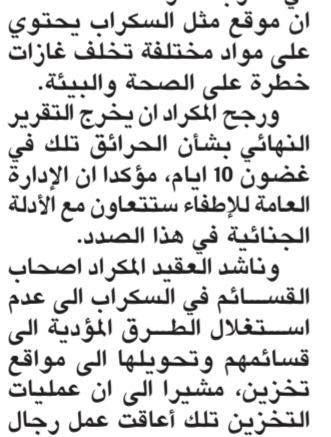 ان موقع مثل السكراب يحتوي
على مواد مختلفة تخلف غازات
خطرة على الصحة والبيئة.
ورجح المكراد ان يخرج التقرير
النهائي بشأن الحرائق تلك في
غضون 10 ايام، مؤكدا ان الإدارة
العامة للإطفاء ستتعاون مع الأدلة
الجنائية في هذا الصدد.
وناشد العقيد المكراد اصحاب
القسائم في السكراب الى عدم
استغلال الطرق المؤدية الى
قسائمهم وتحويلها الى مواقع
تخزين، مشيرا الى ان عمليات
التخزين تلك أعاقت عمل رجال